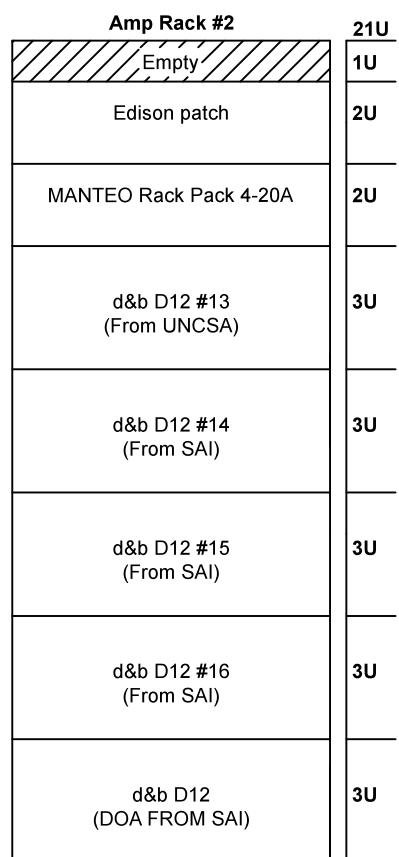 Amp Rack #2
21U
Empty
1U
Edison patch
2U
MANTEO Rack Pack 4-20A
2U
d&b D12 #13
(From UNCSA)
3U
d&b D12 #14
(From SAI)
3U
d&b D12 #15
(From SAI)
3U
d&b D12 #16
(From SAI)
3U
d&b D12
(DOA FROM SAI)
3U